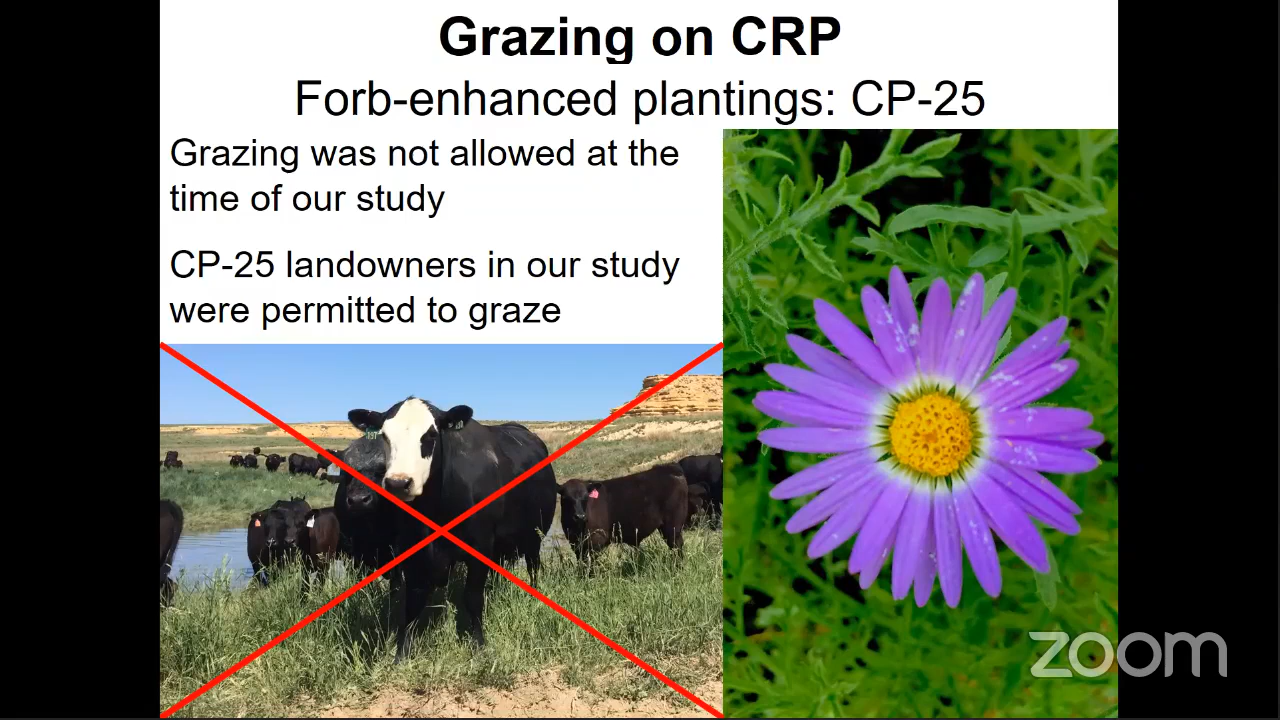 Grazing on CRP
Forb-enhanced plantings: CP-25
Grazing was not allowed at the
time of our study
CP-25 landowners in our study
were permitted to graze
zoom